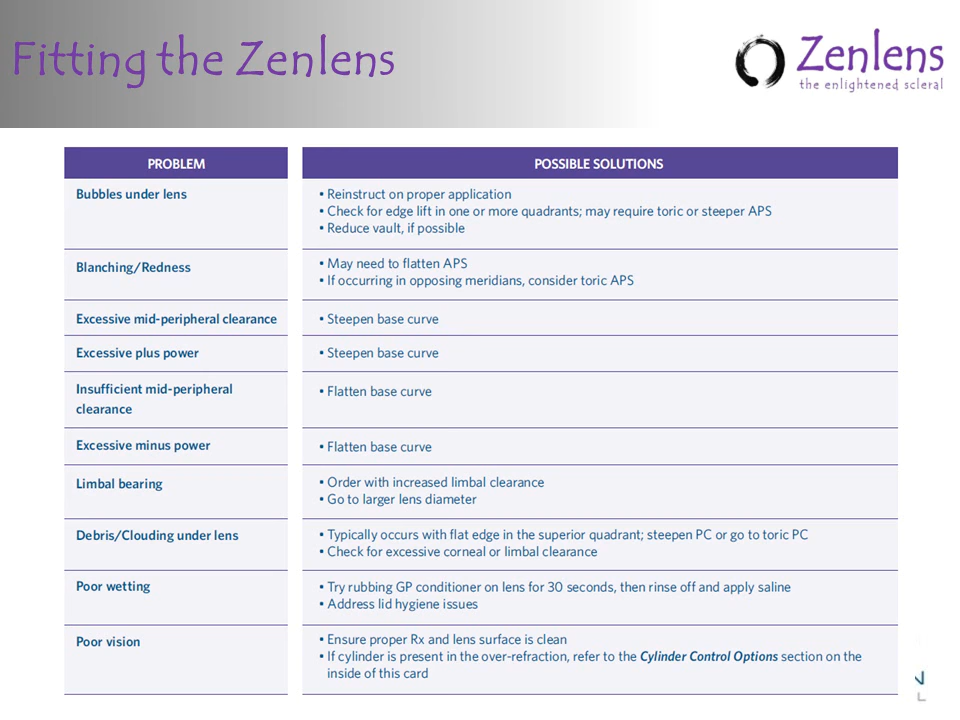 Fitting the Zenlens
Zenlens
the enlightened scleral
PROBLEM
POSSIBLE SOLUTIONS
Bubbles under lens
• Reinstruct on proper application
• Check for edge lift in one or more quadrants; may require toric or steeper APS
• Reduce vault, if possible
Blanching/Redness
• May need to flatten APS
• If occurring in opposing meridians, consider toric APS
Excessive mid-peripheral clearance
• Steepen base curve
Excessive plus power
• Steepen base curve
Insufficient mid-peripheral
clearance
• Flatten base curve
Excessive minus power
• Flatten base curve
Limbal bearing
• Order with increased limbal clearance
• Go to larger lens diameter
Debris/Clouding under lens
• Typically occurs with flat edge in the superior quadrant; steepen PC or go to toric PC
• Check for excessive corneal or limbal clearance
Poor wetting
• Try rubbing GP conditioner on lens for 30 seconds, then rinse off and apply saline
• Address lid hygiene issues
Poor vision
• Ensure proper Rx and lens surface is clean
• If cylinder is present in the over-refraction, refer to the Cylinder Control Options section on the
inside of this card